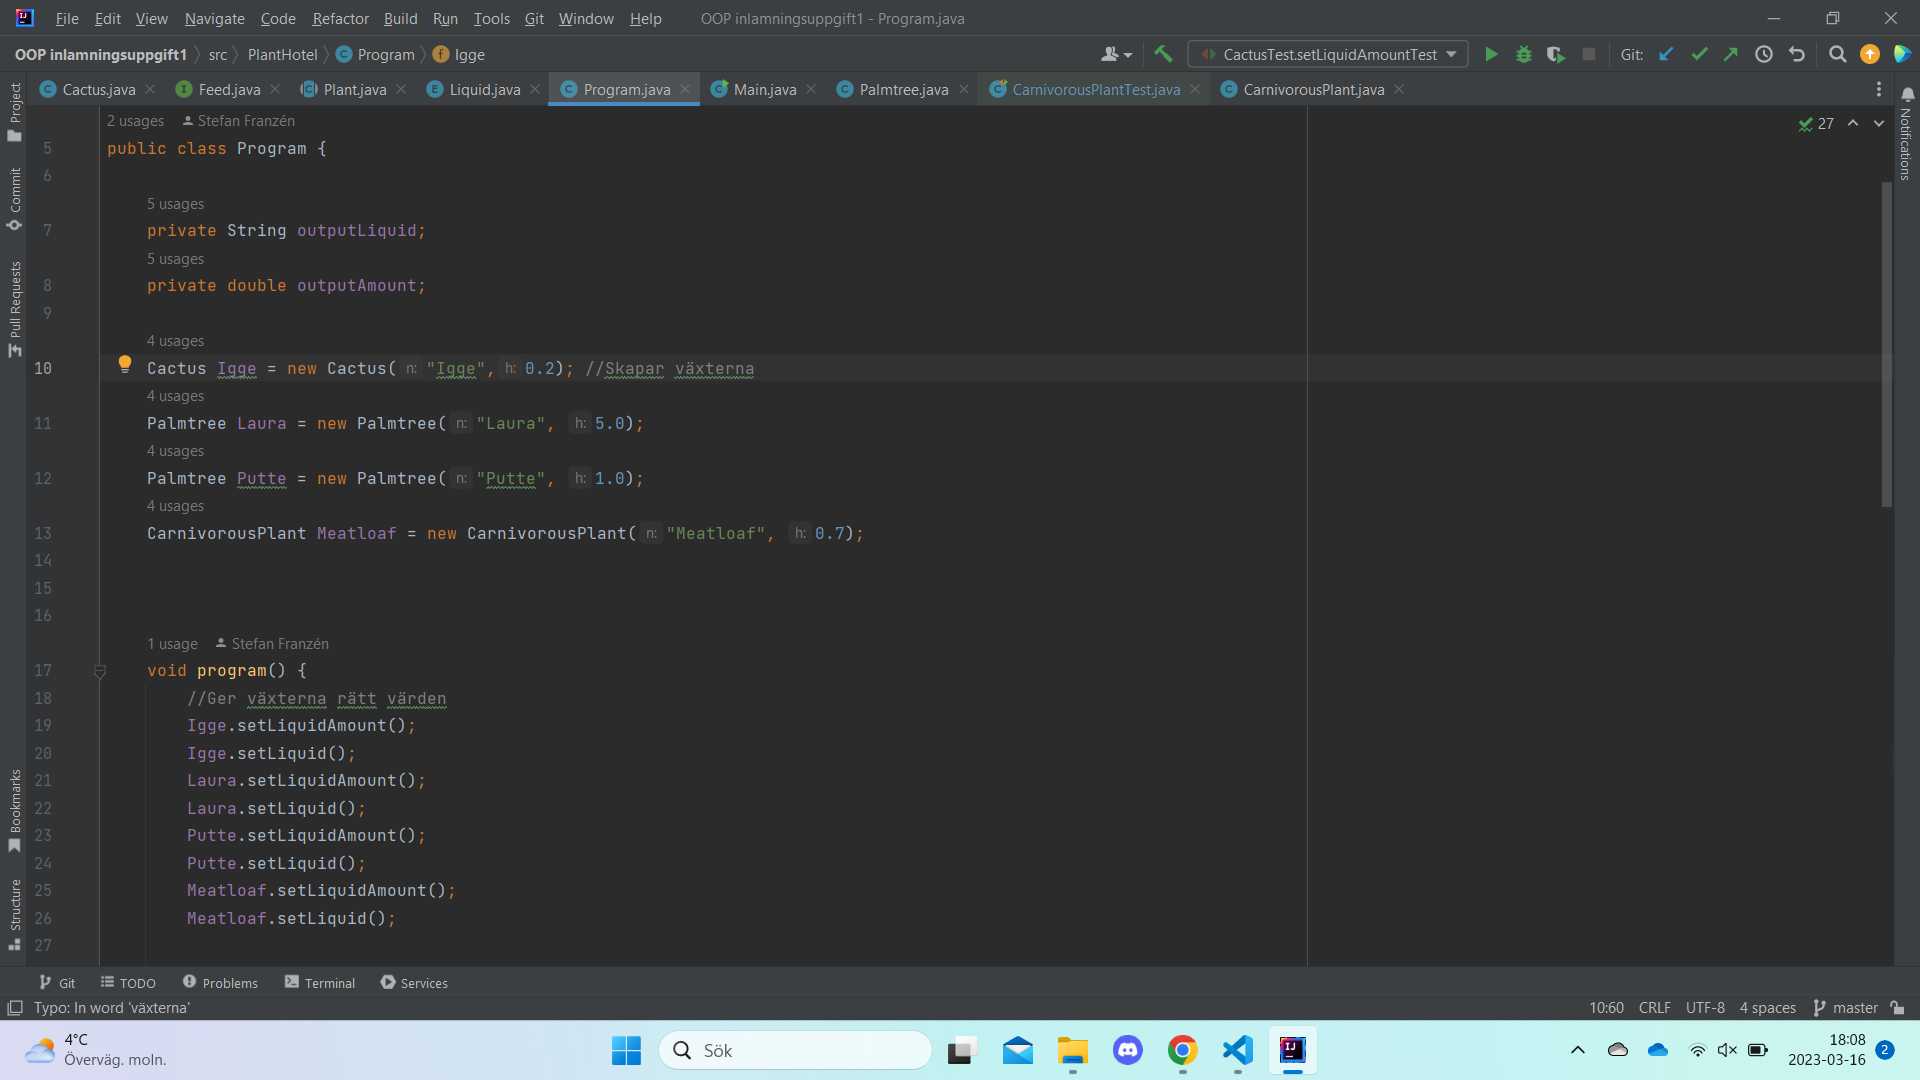 File Edit View Navigate Code Refactor Build Run Tools Git Window Help OOP inlamningsuppgift1 - Program.java
OOP inlamningsuppgift1 src PlantHotel Program Igge CactusTest.setLiquidAmountTest Git:
Cactus.java Feed.java Plant.java Liquid.java Program.java Main.java Palmtree.java CarnivorousPlantTest.java CarnivorousPlant.java
Project
Commit
Pull Requests
Bookmarks
Structure
Notifications
27
2 usages Stefan Franzén
5 public class Program {
6
5 usages
7 private String outputLiquid;
5 usages
8 private double outputAmount;
9
4 usages
10 Cactus Igge = new Cactus( n: "Igge", h: 0.2); //Skapar växterna
4 usages
11 Palmtree Laura = new Palmtree( n: "Laura", h: 5.0);
4 usages
12 Palmtree Putte = new Palmtree( n: "Putte", h: 1.0);
4 usages
13 CarnivorousPlant Meatloaf = new CarnivorousPlant( n: "Meatloaf", h: 0.7);
14
15
16
1 usage Stefan Franzén
17 void program() {
18 //Ger växterna rätt värden
19 Igge.setLiquidAmount();
20 Igge.setLiquid();
21 Laura.setLiquidAmount();
22 Laura.setLiquid();
23 Putte.setLiquidAmount();
24 Putte.setLiquid();
25 Meatloaf.setLiquidAmount();
26 Meatloaf.setLiquid();
27
Git TODO Problems Terminal Services
Typo: In word 'växterna' 10:60 CRLF UTF-8 4 spaces master
4°C
Överväg. moln.
Sök
18:08
2023-03-16
2